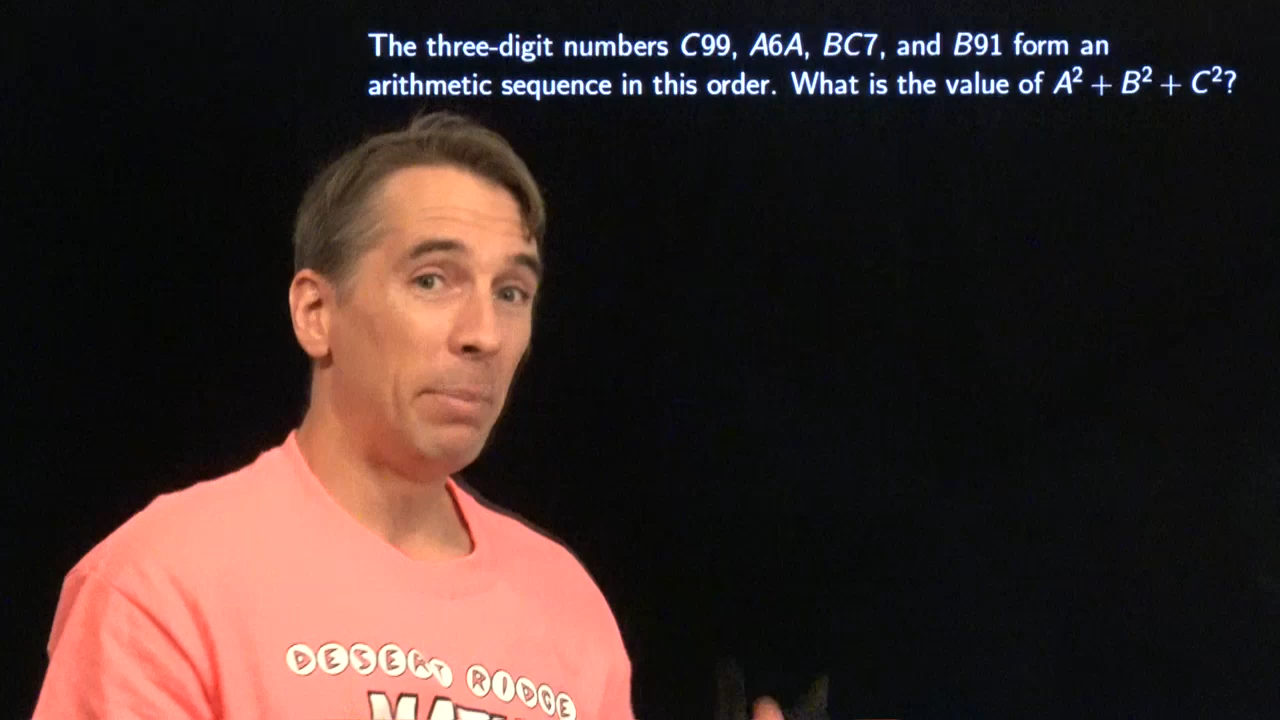 The three-digit numbers C99, A6A, BC7, and B91 form an
arithmetic sequence in this order. What is the value of A² + B² + C²?
DESERT RIDGE
MATH